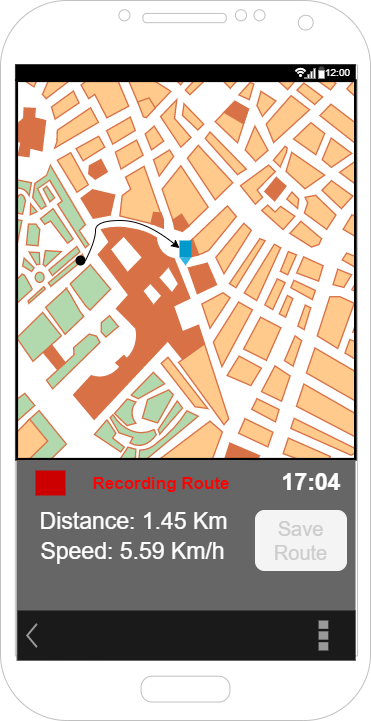 12:00
Recording Route
17:04
Distance: 1.45 Km
Speed: 5.59 Km/h
Save
Route